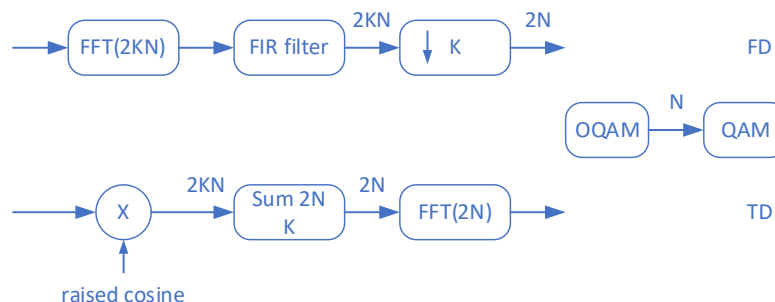 2KN
2N
FFT(2KN)
FIR filter
K
FD
N
OQAM
QAM
2KN
2N
X
Sum 2N
K
FFT(2N)
TD
raised cosine